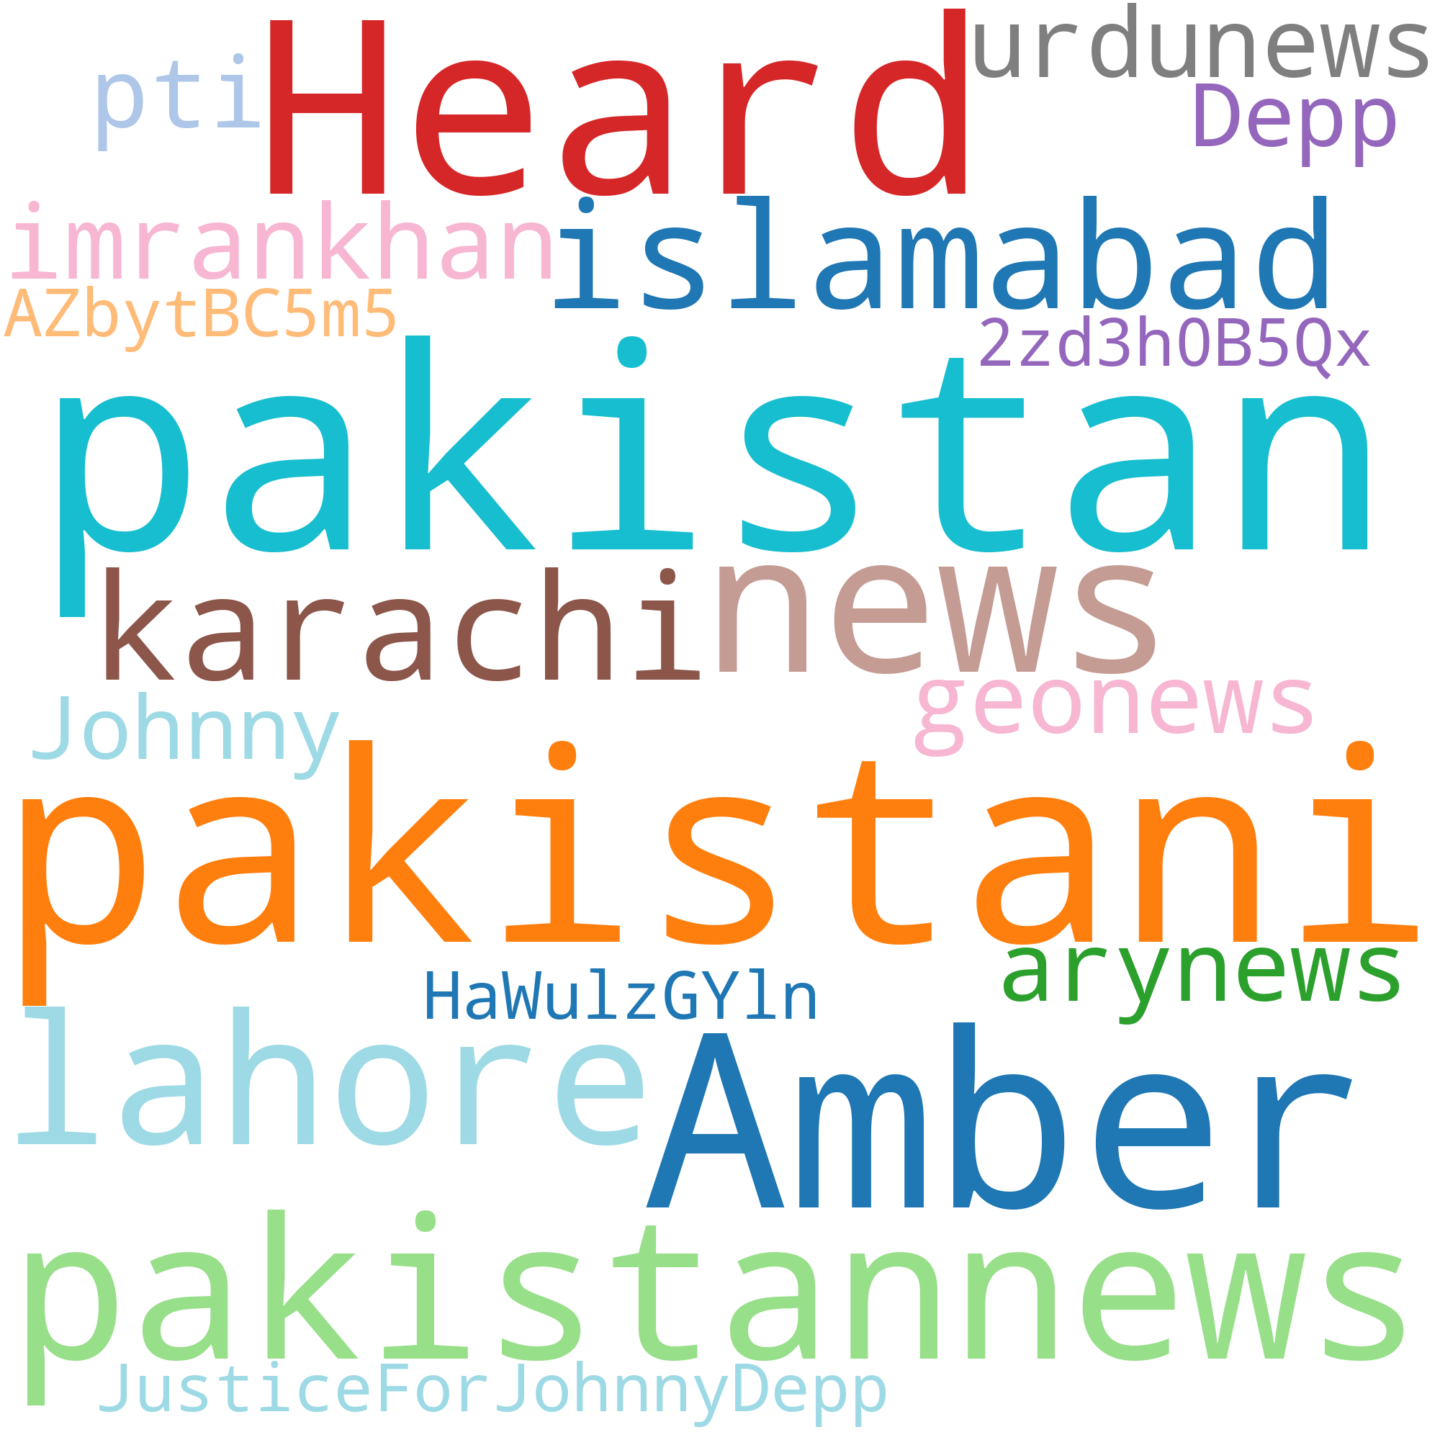 pti Heard urdunews
Depp
imrankhan islamabad
AZbytBC5m5 2zd3h0B5Qx
pakistan
karachi news
Johnny geonews
pakistani
HaWulzGYln arynews
lahore Amber
pakistannews
JusticeForJohnnyDepp